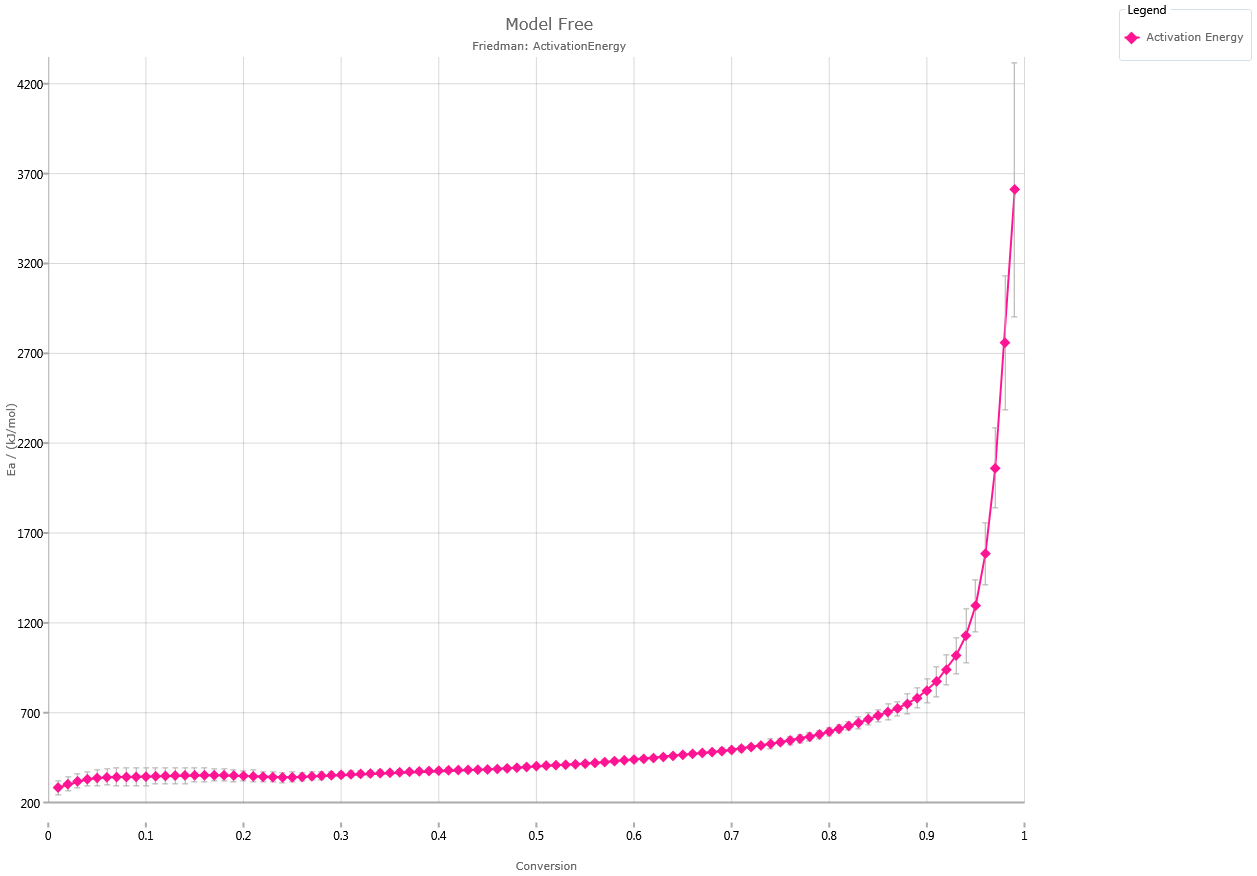 Model Free
Friedman: ActivationEnergy
Legend
Activation Energy
Ea / (kJ/mol)
4200
3700
3200
2700
2200
1700
1200
700
200
0 0.1 0.2 0.3 0.4 0.5 0.6 0.7 0.8 0.9 1
Conversion